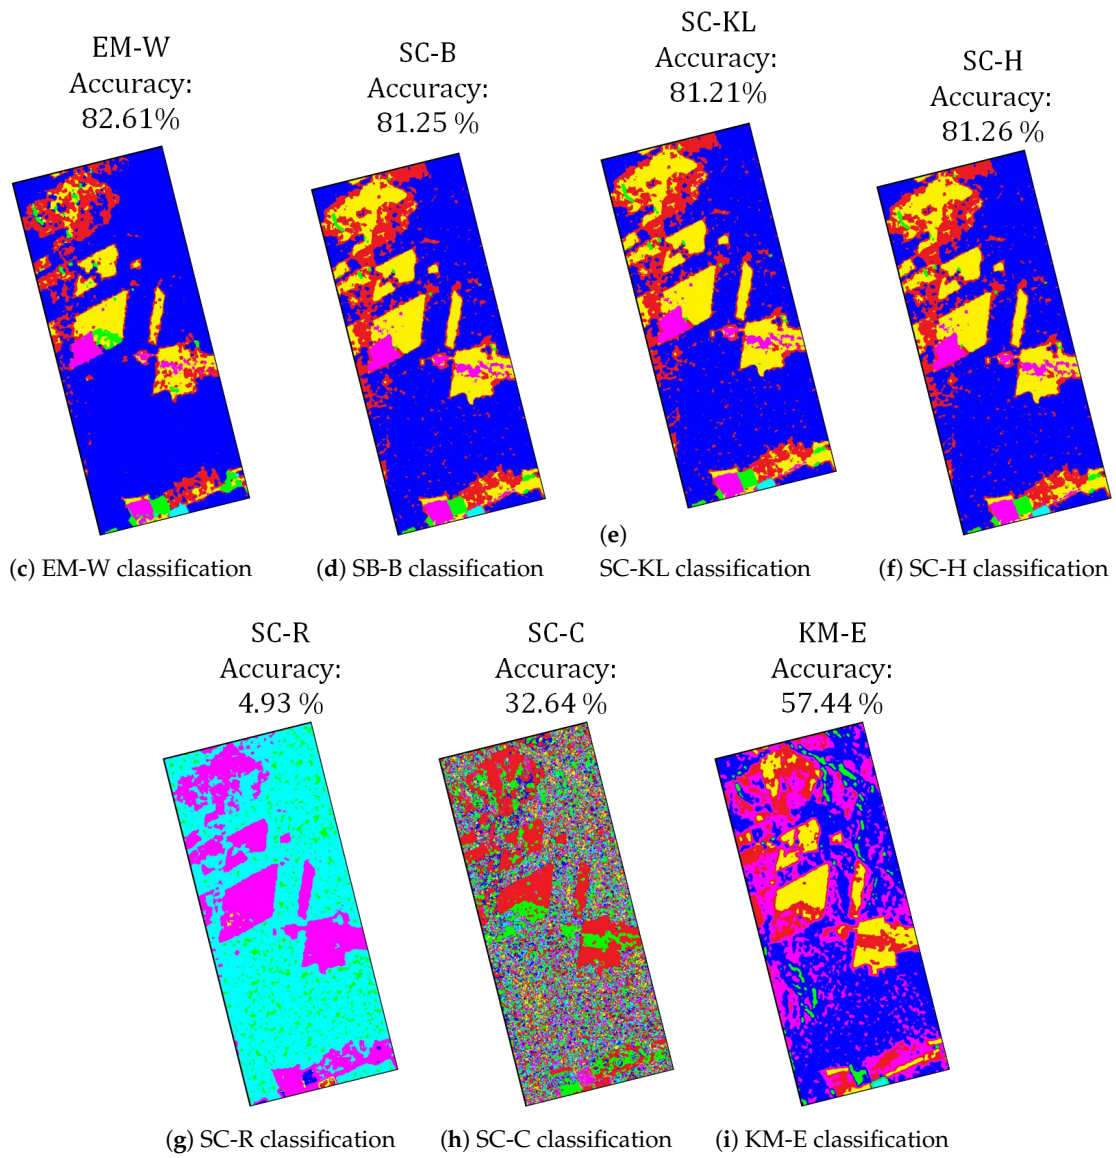 EM-W
Accuracy:
82.61%
SC-B
Accuracy:
81.25 %
SC-KL
Accuracy:
81.21%
SC-H
Accuracy:
81.26 %
(c) EM-W classification
(d) SB-B classification
(e)
SC-KL classification
(f) SC-H classification
SC-R
Accuracy:
4.93 %
SC-C
Accuracy:
32.64 %
KM-E
Accuracy:
57.44 %
(g) SC-R classification
(h) SC-C classification
(i) KM-E classification